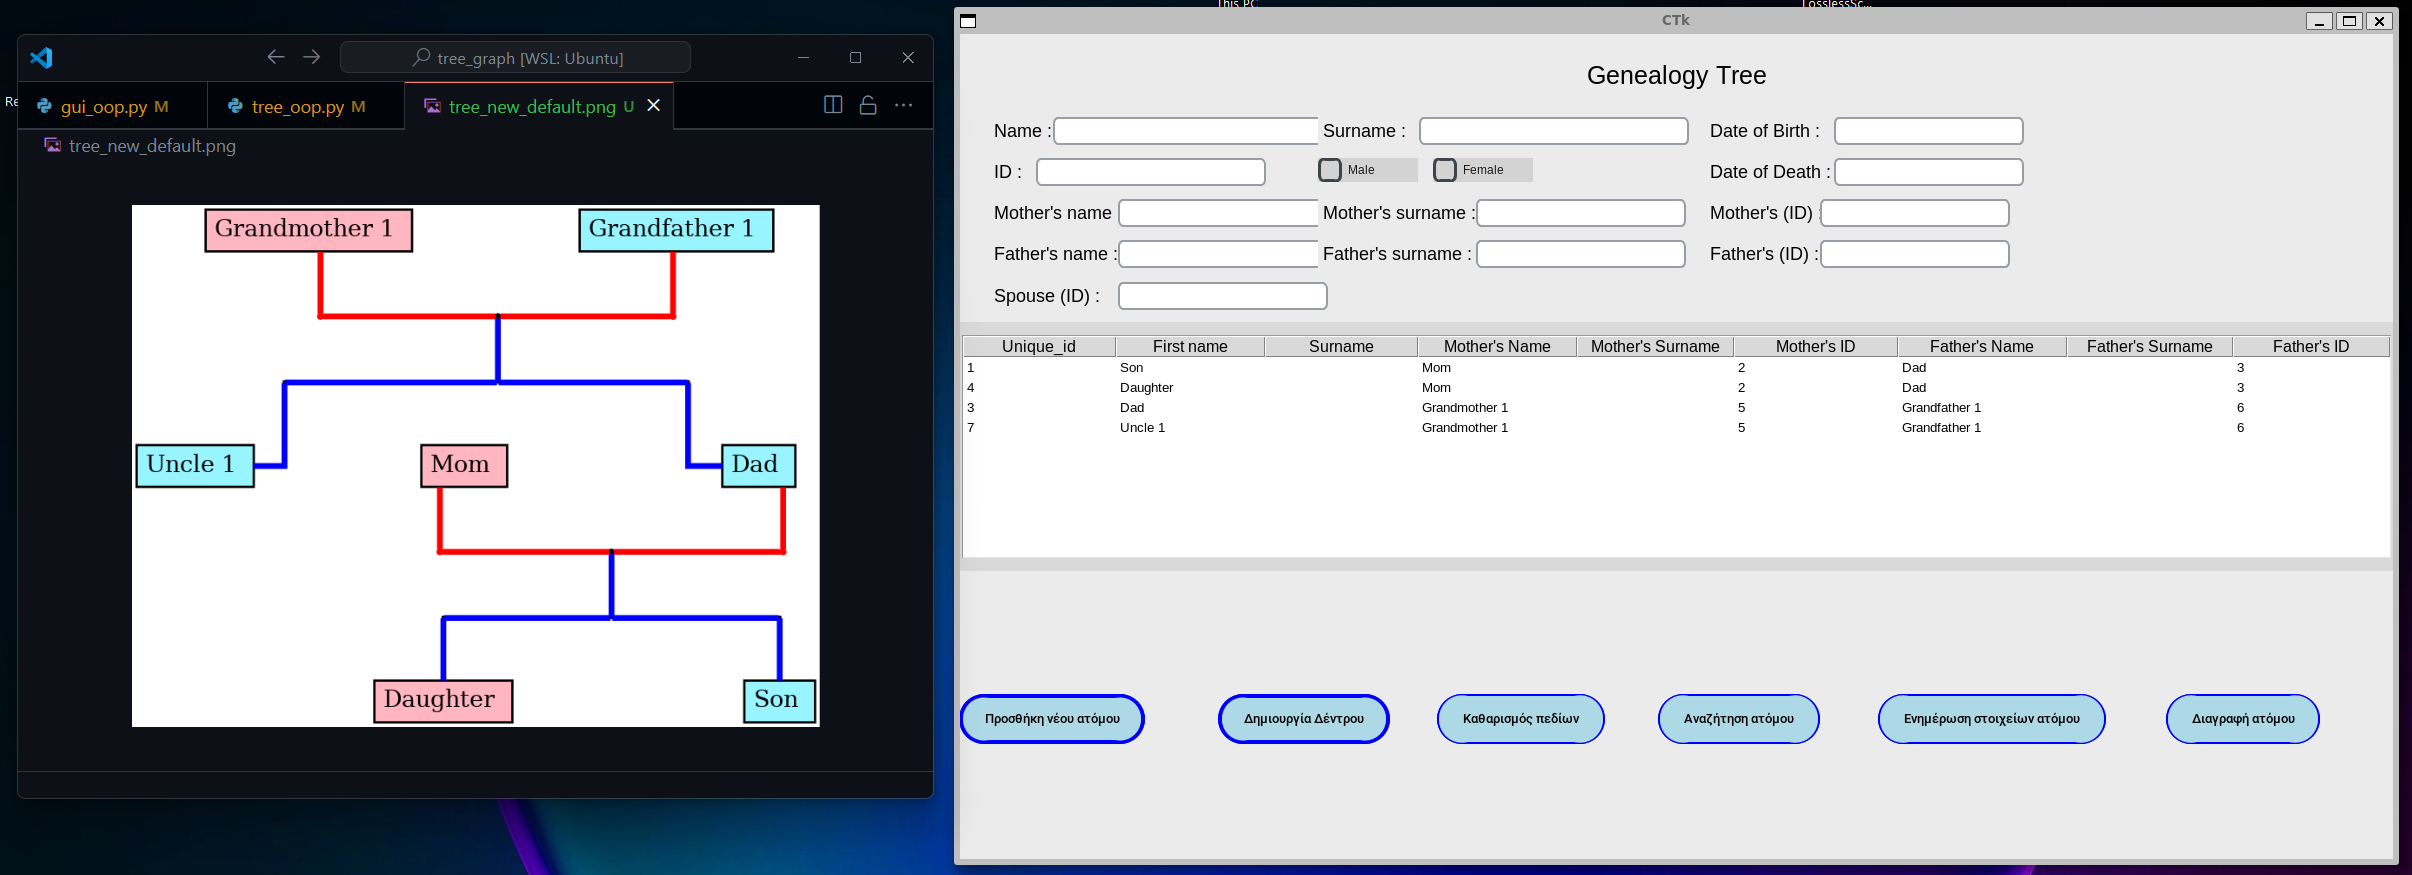 This PC
LosslessSc...
Re
tree_graph [WSL: Ubuntu]
gui_oop.py M
tree_oop.py M
tree_new_default.png U
tree_new_default.png
Grandmother 1
Grandfather 1
Uncle 1
Mom
Dad
Daughter
Son
CTk
Genealogy Tree
Name :
Surname :
Date of Birth :
ID :
Male
Female
Date of Death :
Mother's name
Mother's surname :
Mother's (ID) :
Father's name :
Father's surname :
Father's (ID) :
Spouse (ID) :
Unique_id First name Surname Mother's Name Mother's Surname Mother's ID Father's Name Father's Surname Father's ID
1 Son Mom 2 Dad 3
4 Daughter Mom 2 Dad 3
3 Dad Grandmother 1 5 Grandfather 1 6
7 Uncle 1 Grandmother 1 5 Grandfather 1 6
Προσθήκη νέου ατόμου
Δημιουργία Δέντρου
Καθαρισμός πεδίων
Αναζήτηση ατόμου
Ενημέρωση στοιχείων ατόμου
Διαγραφή ατόμου